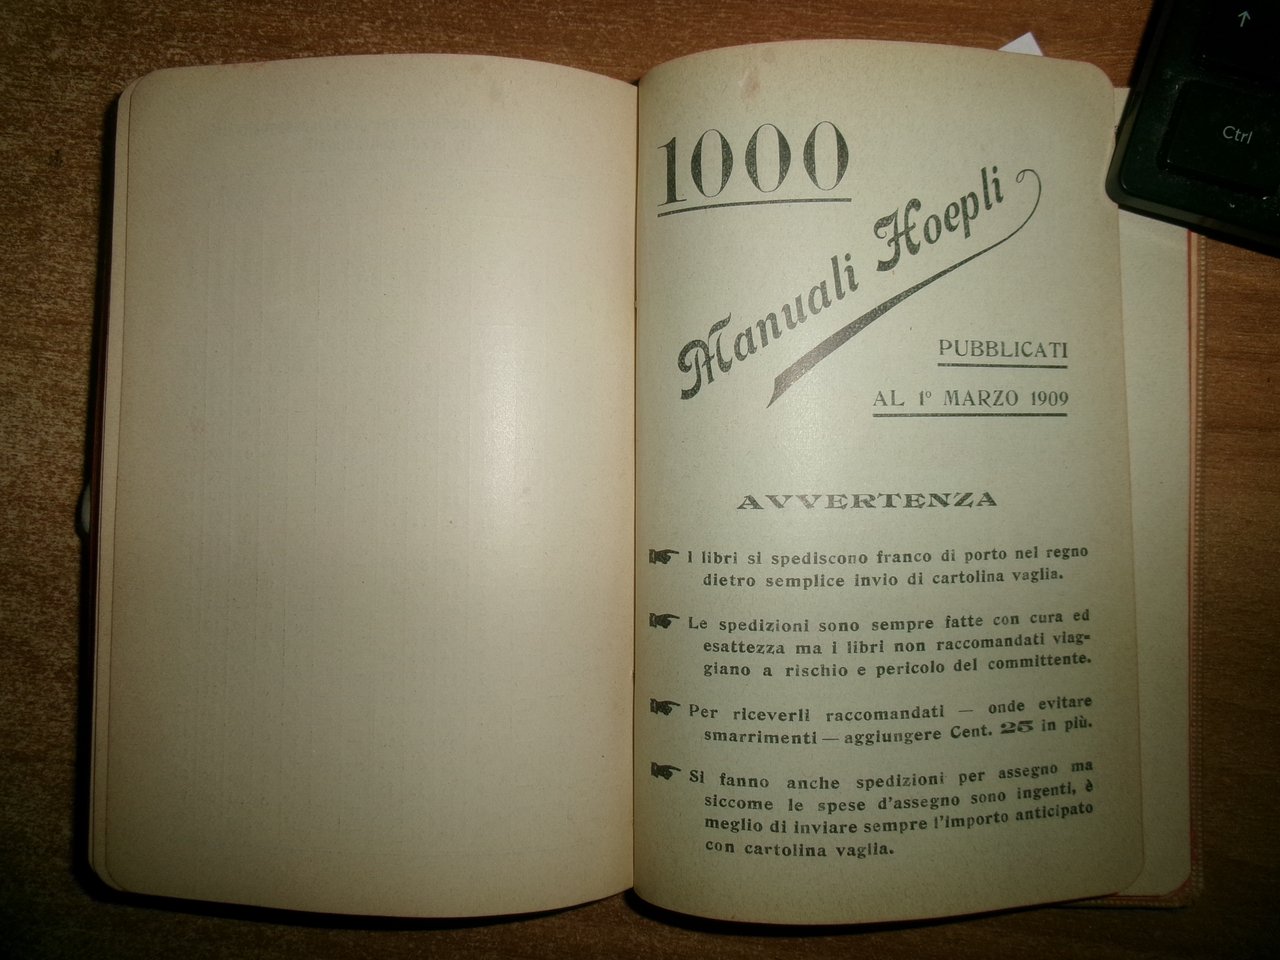 1000
Manuali Hoepli
PUBBLICATI
AL 1º MARZO 1909
AVVERTENZA
I libri si spediscono franco di porto nel regno
dietro semplice invio di cartolina vaglia.
Le spedizioni sono sempre fatte con cura ed
esattezza ma i libri non raccomandati viag=
giano a rischio e pericolo del committente.
Per riceverli raccomandati — onde evitare
smarrimenti — aggiungere Cent. 25 in più.
Si fanno anche spedizioni per assegno ma
siccome le spese d'assegno sono ingenti, è
meglio di inviare sempre l'importo anticipato
con cartolina vaglia.
↑
Ctrl